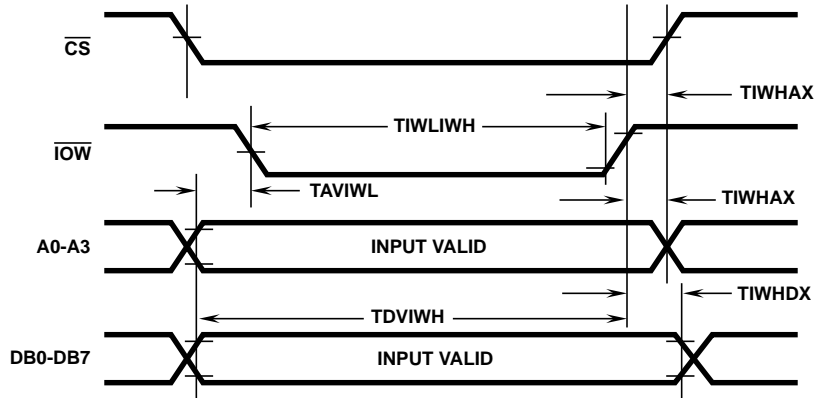 CS
TIWHAX
TIWLIWH
IOW
TAVIWL
TIWHAX
A0-A3
INPUT VALID
TIWHDX
TDVIWH
DB0-DB7
INPUT VALID